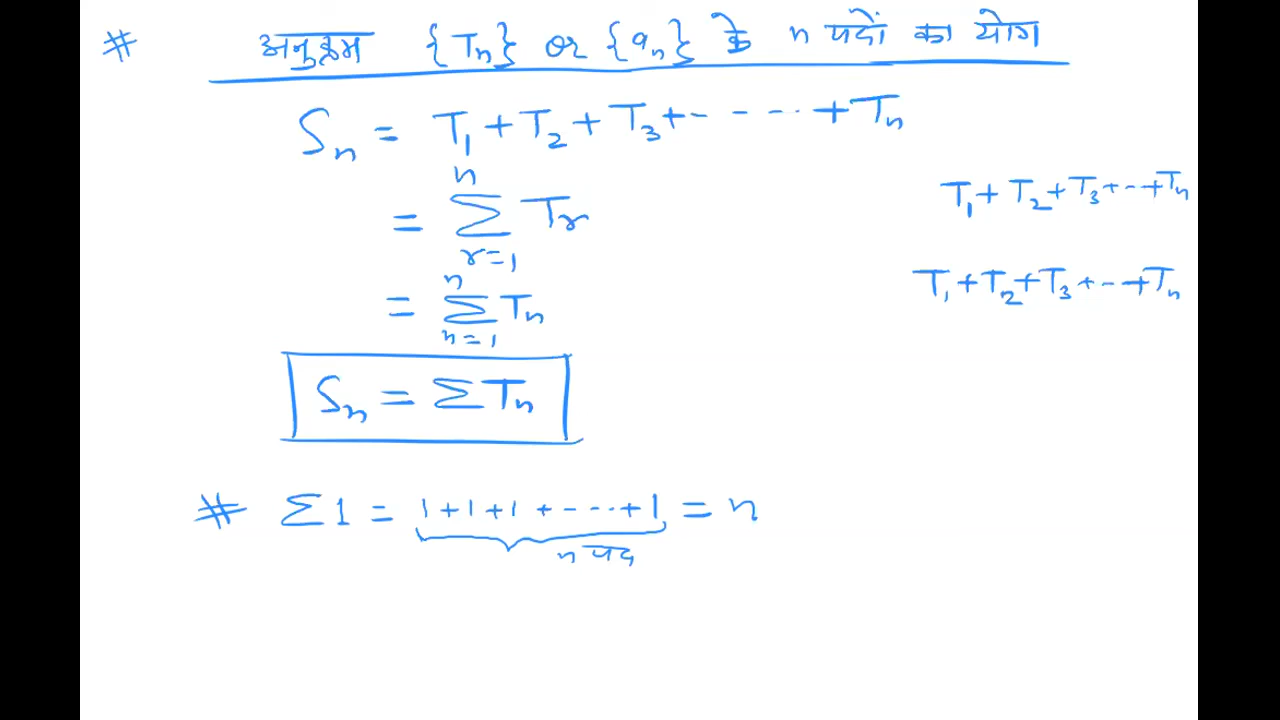 # अनुक्रम {Tn} or {an} के n पदों का योग
Sn = T1 + T2 + T3 + - - - ·· + Tn
= n∑r=1 Tr
= n∑n=1 Tn
Sn = ∑Tn
T1 + T2 + T3 + - ·· + Tn
T1 + T2 + T3 + - ·· + Tn
# ∑1 = 1+1+1 + - ··· + 1 = n
n पद